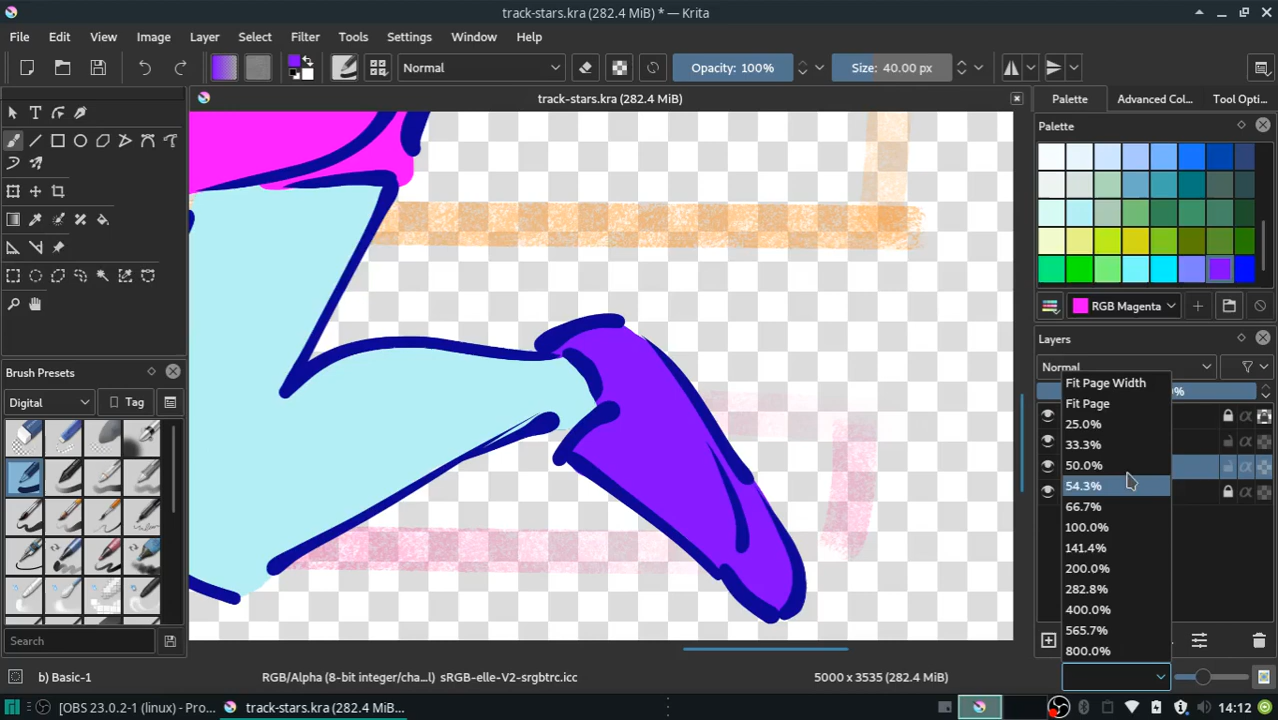 track-stars.kra (282.4 MiB) * — Krita
File Edit View Image Layer Select Filter Tools Settings Window Help
Normal Opacity: 100% Size: 40.00 px
track-stars.kra (282.4 MiB)
Palette Advanced Col... Tool Opti...
Palette
RGB Magenta
Layers
Normal
%
Fit Page Width
Fit Page
25.0%
33.3%
50.0%
54.3%
66.7%
100.0%
141.4%
200.0%
282.8%
400.0%
565.7%
800.0%
Brush Presets
Digital Tag
Search
b) Basic-1 RGB/Alpha (8-bit integer/cha...l) sRGB-elle-V2-srgbtrc.icc 5000 x 3535 (282.4 MiB)
[OBS 23.0.2-1 (linux) - Pro... track-stars.kra (282.4 MiB)... 14:12